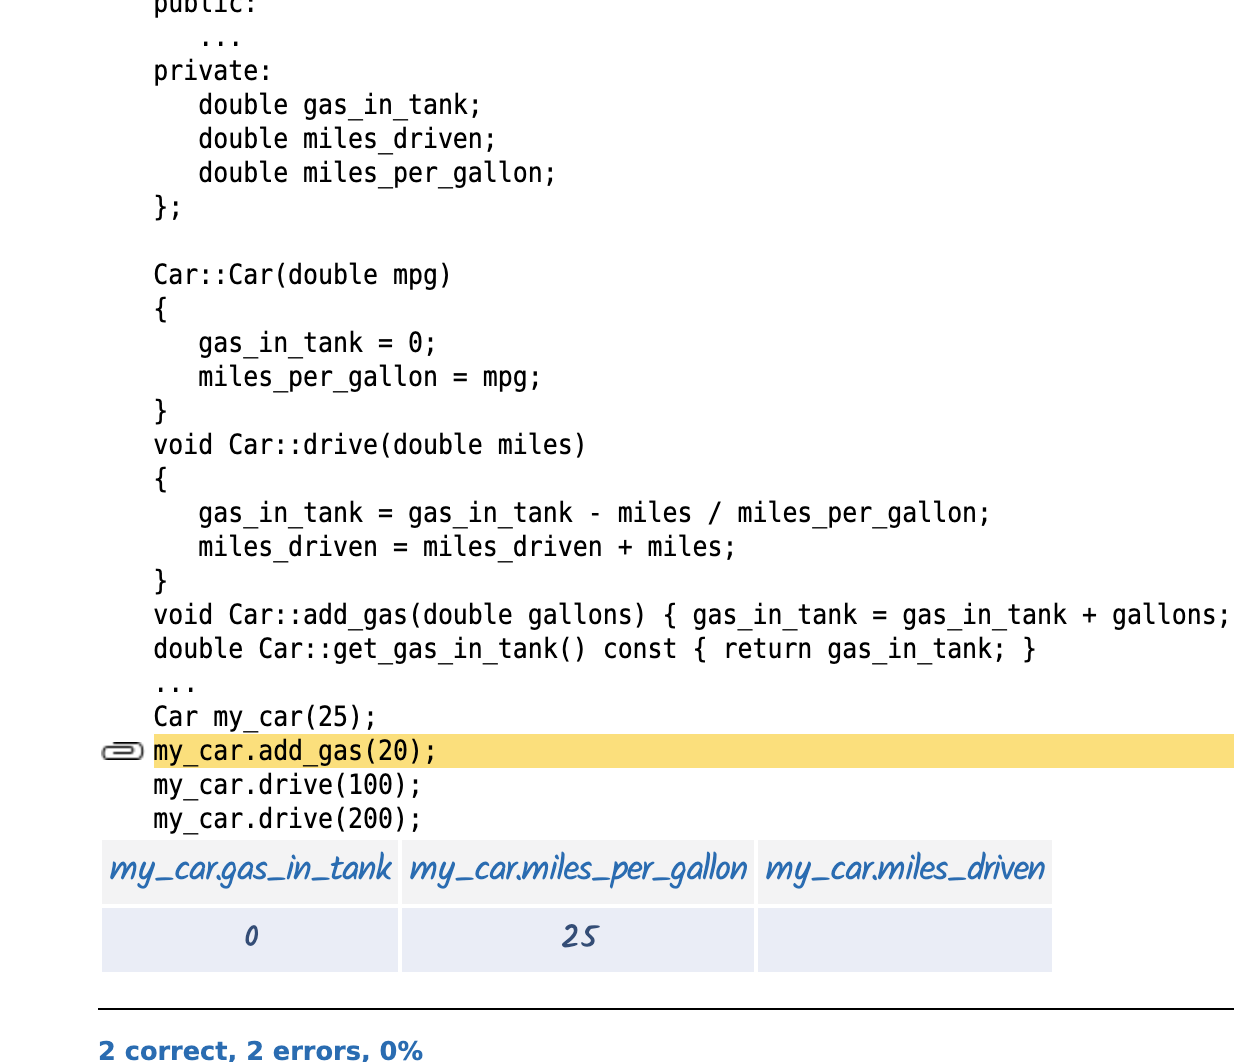 public:
...
private:
double gas_in_tank;
double miles_driven;
double miles_per_gallon;
};
Car::Car(double mpg)
{
gas_in_tank = 0;
miles_per_gallon = mpg;
}
void Car::drive(double miles)
{
gas_in_tank = gas_in_tank - miles / miles_per_gallon;
miles_driven = miles_driven + miles;
}
void Car::add_gas(double gallons) { gas_in_tank = gas_in_tank + gallons;
double Car::get_gas_in_tank() const { return gas_in_tank; }
...
Car my_car(25);
my_car.add_gas(20);
my_car.drive(100);
my_car.drive(200);
my_car.gas_in_tank my_car.miles_per_gallon my_car.miles_driven
0 25
2 correct, 2 errors, 0%